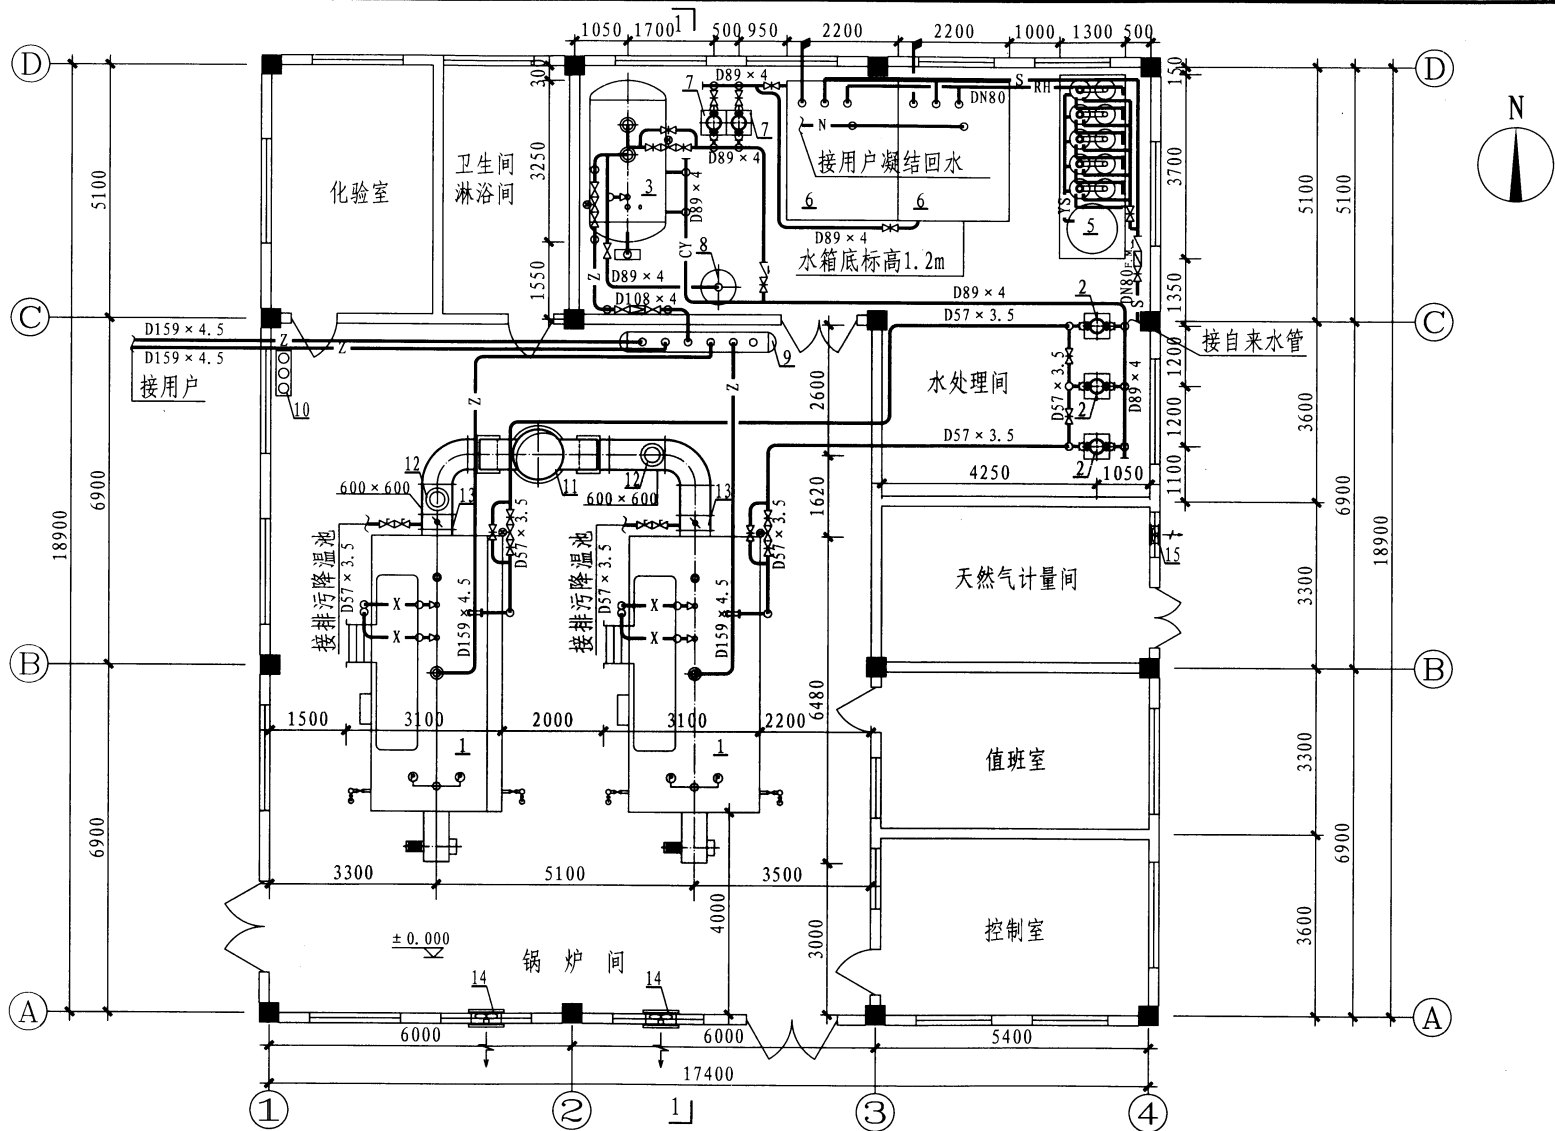 1
1050 1700 500 950 2200 2200 1000 1300 500
D
D
N
300
D89×4
7
7
D89×4
S
RH
DN80
150
N
接用户凝结回水
化验室
卫生间
淋浴间
3250
5100
3
D89×4
6
6
YS
5
3700
5100
5100
CY
8
D89×4
水箱底标高1.2m
Z
D89×4
D108×4
1550
D89×4
DN80
F.M.
S
1350
2
C
C
D159×4.5
Z
Z
D159×4.5
接用户
D57×3.5
9
接自来水管
10
Z
Z
2600
水处理间
D57×3.5
2
D89×4
1200
3600
D57×3.5
2
1200
12
11
12
600×600
13
600×600
13
4250
1050
1100
6900
18900
1620
6900
18900
接排污降温池
D57×3.5
D57×3.5
接排污降温池
D57×3.5
D57×3.5
15
天然气计量间
3300
X
X
D159×4.5
X
X
D159×4.5
B
B
6480
1500 3100 2000 3100 2200
1
1
值班室
3300
P
P
P
P
6900
6900
3300 5100 3500
4000
3000
控制室
3600
±0.000
锅炉间
14
14
A
A
6000 6000 5400
17400
1
1 2 3 4